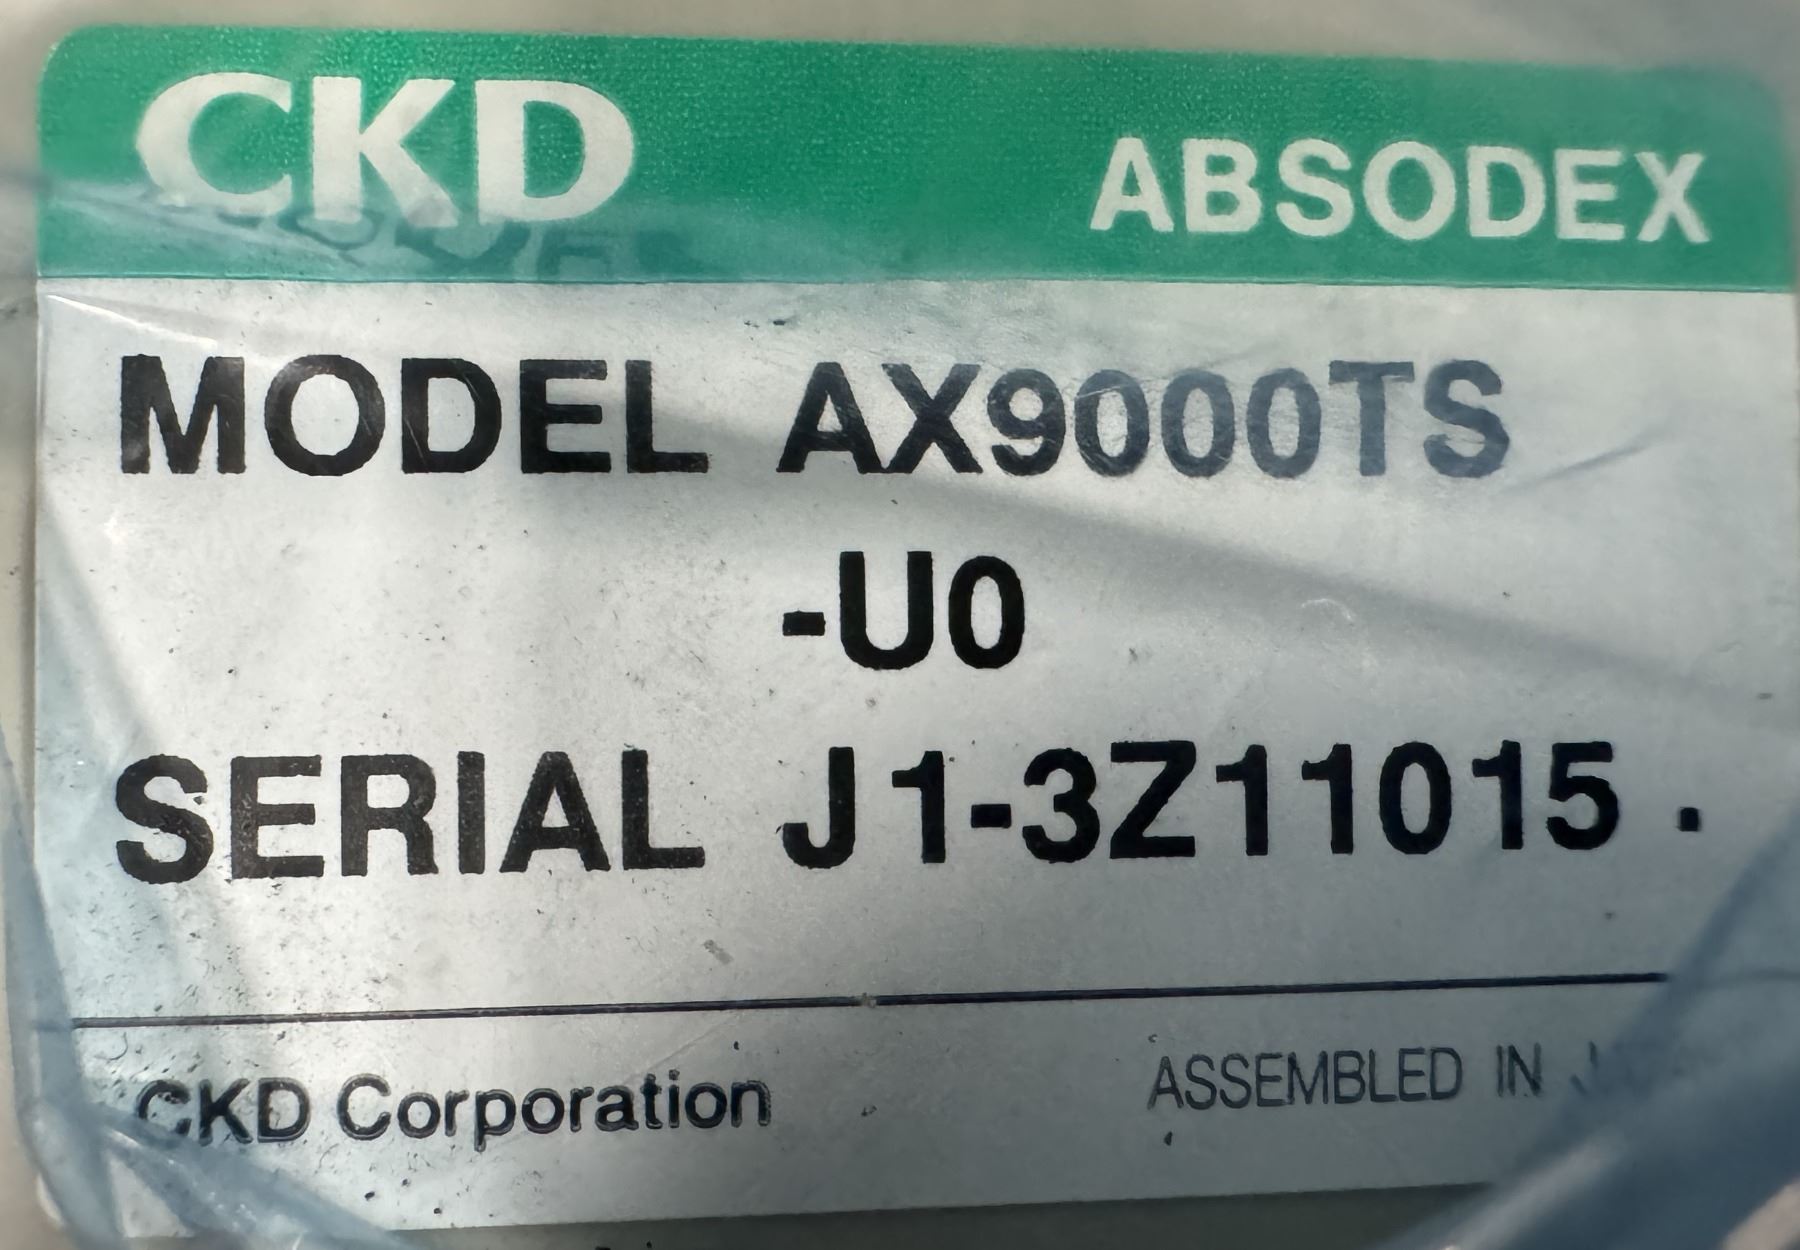 CKD ABSODEX
MODEL AX9000TS
-U0
SERIAL J1-3Z11015.
CKD Corporation ASSEMBLED IN